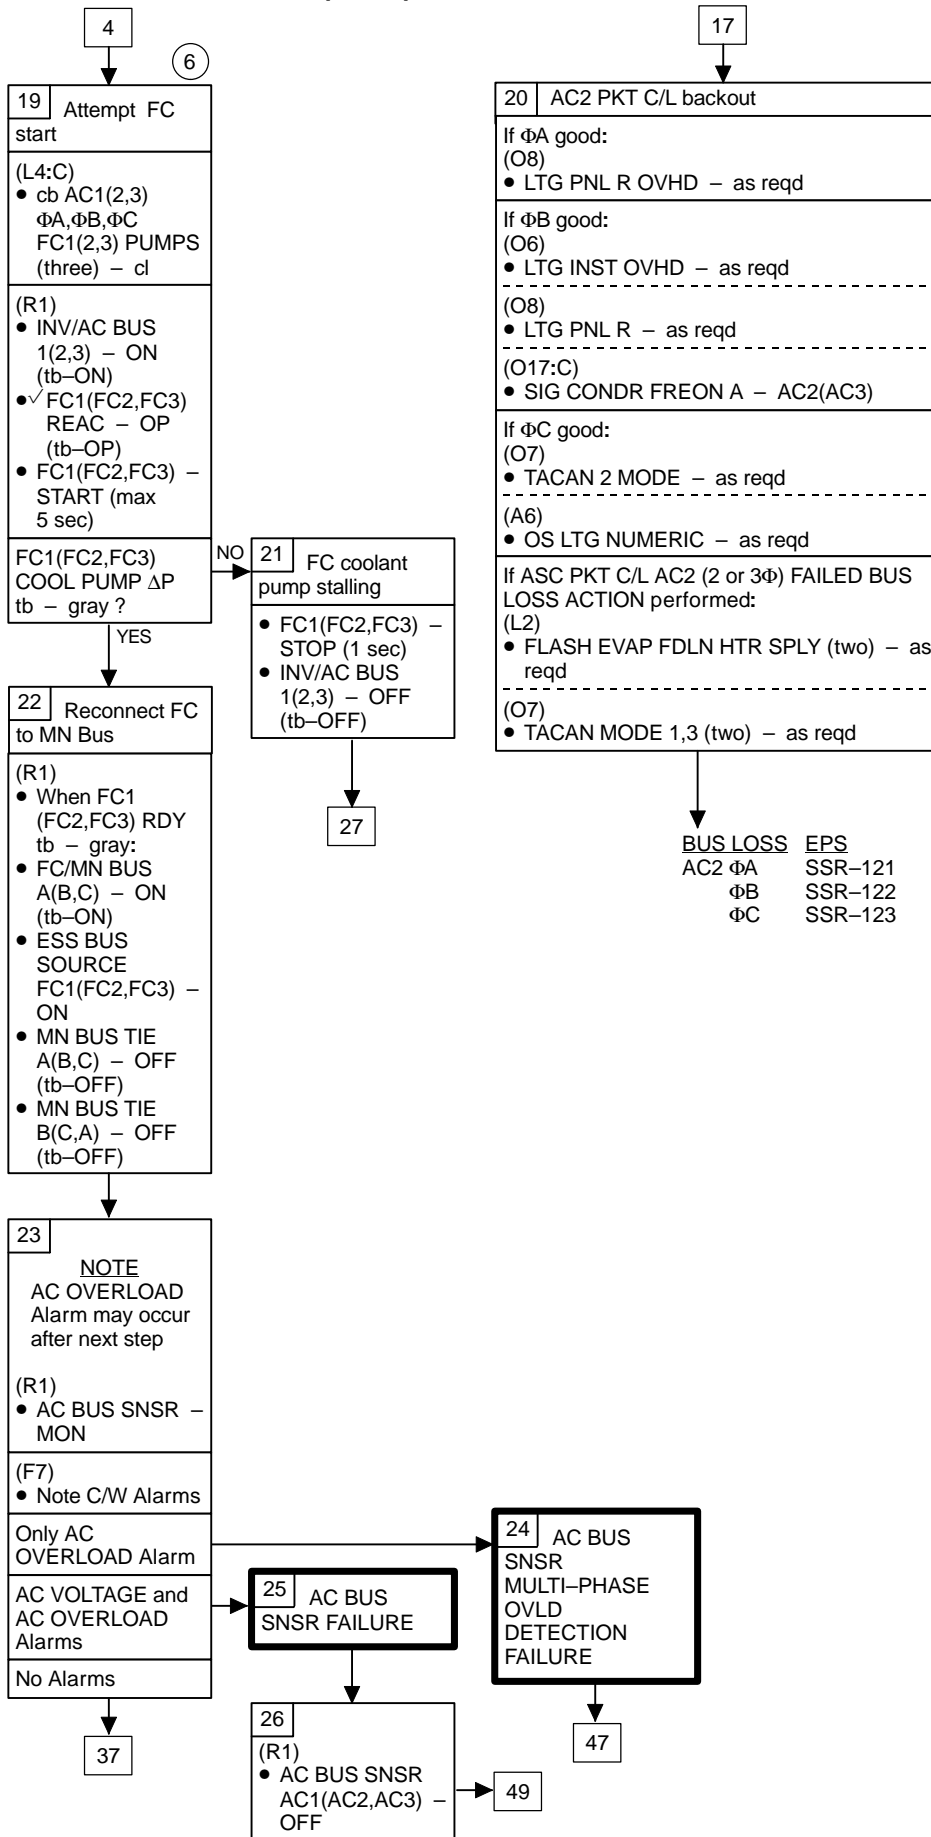 4
6
19 Attempt FC
start
(L4:C)
● cb AC1(2,3)
ΦA,ΦB,ΦC
FC1(2,3) PUMPS
(three) – cl
(R1)
● INV/AC BUS
1(2,3) – ON
(tb–ON)
●√FC1(FC2,FC3)
REAC – OP
(tb–OP)
● FC1(FC2,FC3) –
START (max
5 sec)
FC1(FC2,FC3)
COOL PUMP ΔP
tb – gray ?
NO
YES
21 FC coolant
pump stalling
● FC1(FC2,FC3) –
STOP (1 sec)
● INV/AC BUS
1(2,3) – OFF
(tb–OFF)
27
22 Reconnect FC
to MN Bus
(R1)
● When FC1
(FC2,FC3) RDY
tb – gray:
● FC/MN BUS
A(B,C) – ON
(tb–ON)
● ESS BUS
SOURCE
FC1(FC2,FC3) –
ON
● MN BUS TIE
A(B,C) – OFF
(tb–OFF)
● MN BUS TIE
B(C,A) – OFF
(tb–OFF)
23
NOTE
AC OVERLOAD
Alarm may occur
after next step
(R1)
● AC BUS SNSR –
MON
(F7)
● Note C/W Alarms
Only AC
OVERLOAD Alarm
AC VOLTAGE and
AC OVERLOAD
Alarms
No Alarms
37
25 AC BUS
SNSR FAILURE
26
(R1)
● AC BUS SNSR
AC1(AC2,AC3) –
OFF
49
24 AC BUS
SNSR
MULTI–PHASE
OVLD
DETECTION
FAILURE
47
17
20 AC2 PKT C/L backout
If ΦA good:
(O8)
● LTG PNL R OVHD – as reqd
If ΦB good:
(O6)
● LTG INST OVHD – as reqd
(O8)
● LTG PNL R – as reqd
(O17:C)
● SIG CONDR FREON A – AC2(AC3)
If ΦC good:
(O7)
● TACAN 2 MODE – as reqd
(A6)
● OS LTG NUMERIC – as reqd
If ASC PKT C/L AC2 (2 or 3Φ) FAILED BUS
LOSS ACTION performed:
(L2)
● FLASH EVAP FDLN HTR SPLY (two) – as
reqd
(O7)
● TACAN MODE 1,3 (two) – as reqd
BUS LOSS EPS
AC2 ΦA SSR–121
ΦB SSR–122
ΦC SSR–123